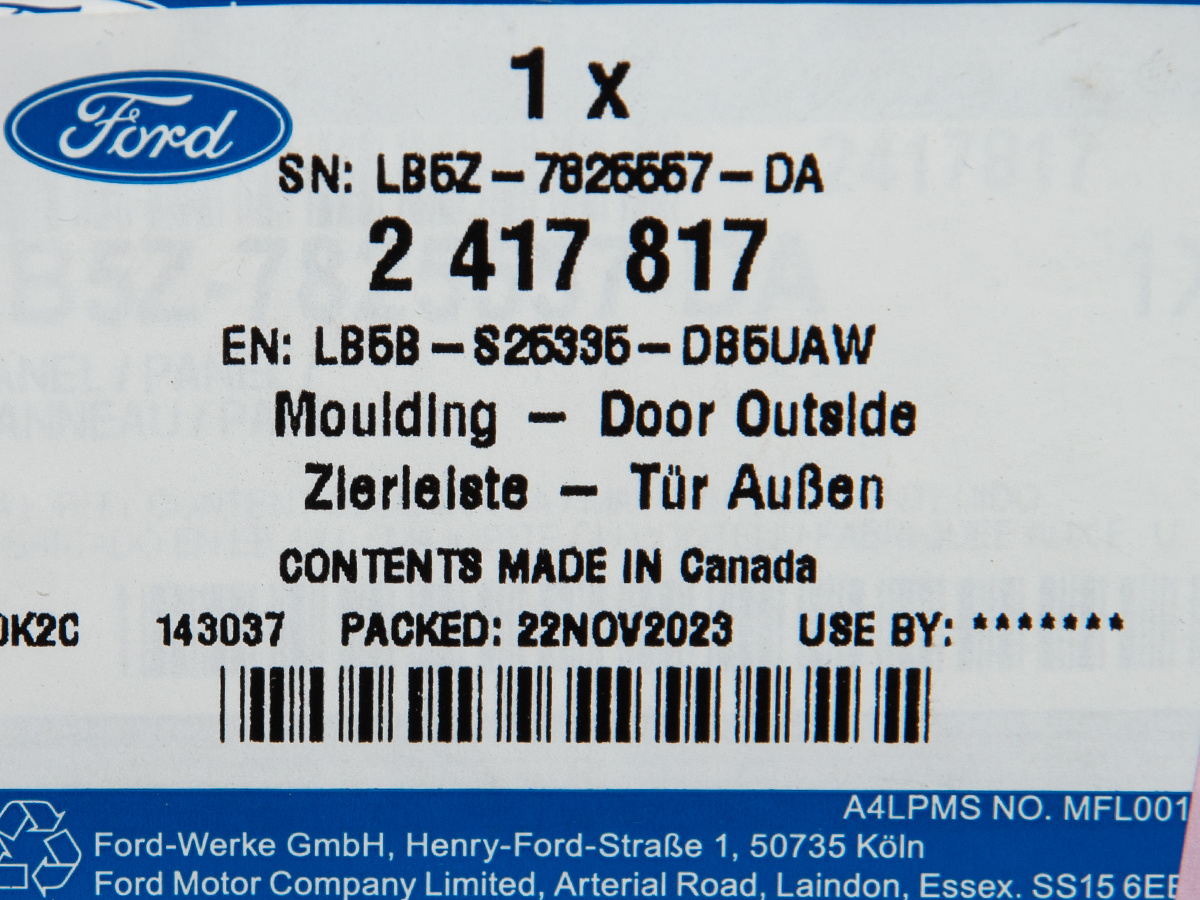 1 x
Ford
SN: LB5Z-7825557-DA
2 417 817
EN: LB5B-S25335-DB5UAW
Moulding - Door Outside
Zierleiste - Tür Außen
CONTENTS MADE IN Canada
0K2C 143037 PACKED: 22NOV2023 USE BY: *******
A4LPMS NO. MFL001
Ford-Werke GmbH, Henry-Ford-Straße 1, 50735 Köln
Ford Motor Company Limited, Arterial Road, Laindon, Essex. SS15 6EE